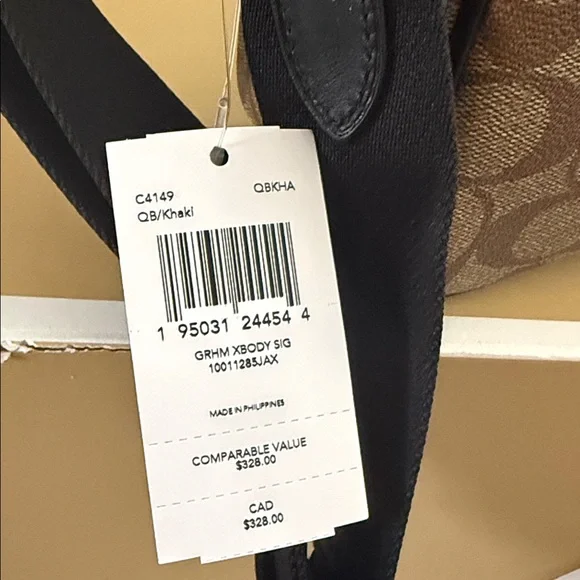 C4149 QBKHA
QB/Khaki
1 95031 24454 4
GRHM XBODY SIG
10011285JAX
MADE IN PHILIPPINES
COMPARABLE VALUE
$328.00
CAD
$328.00